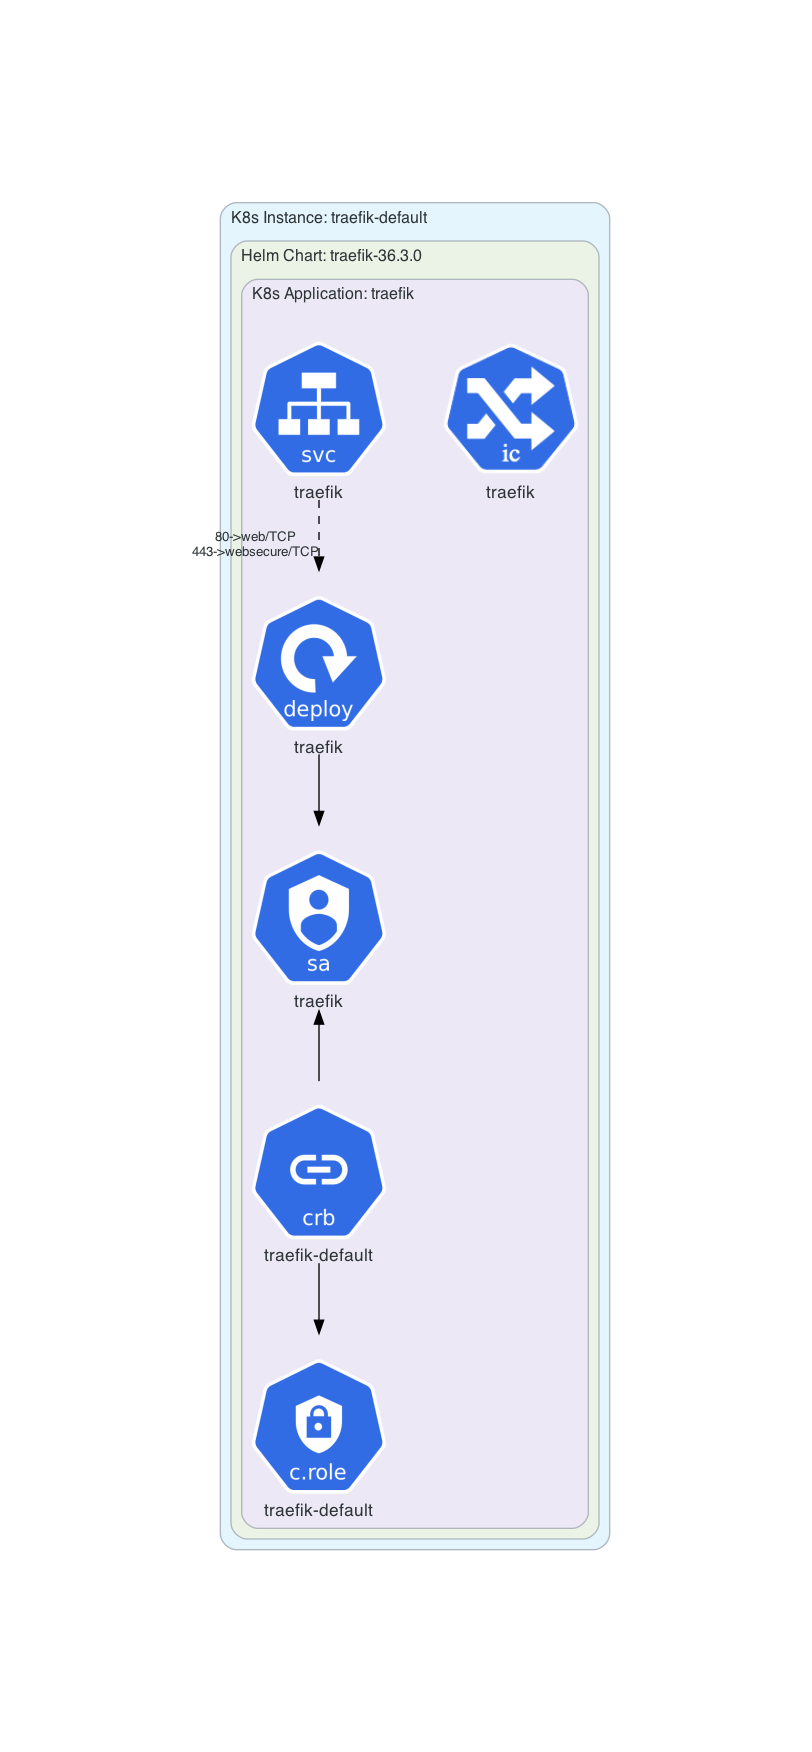 K8s Instance: traefik-default
Helm Chart: traefik-36.3.0
K8s Application: traefik
svc
ic
traefik
traefik
80->web/TCP
443->websecure/TCP
deploy
traefik
sa
traefik
crb
traefik-default
c.role
traefik-default